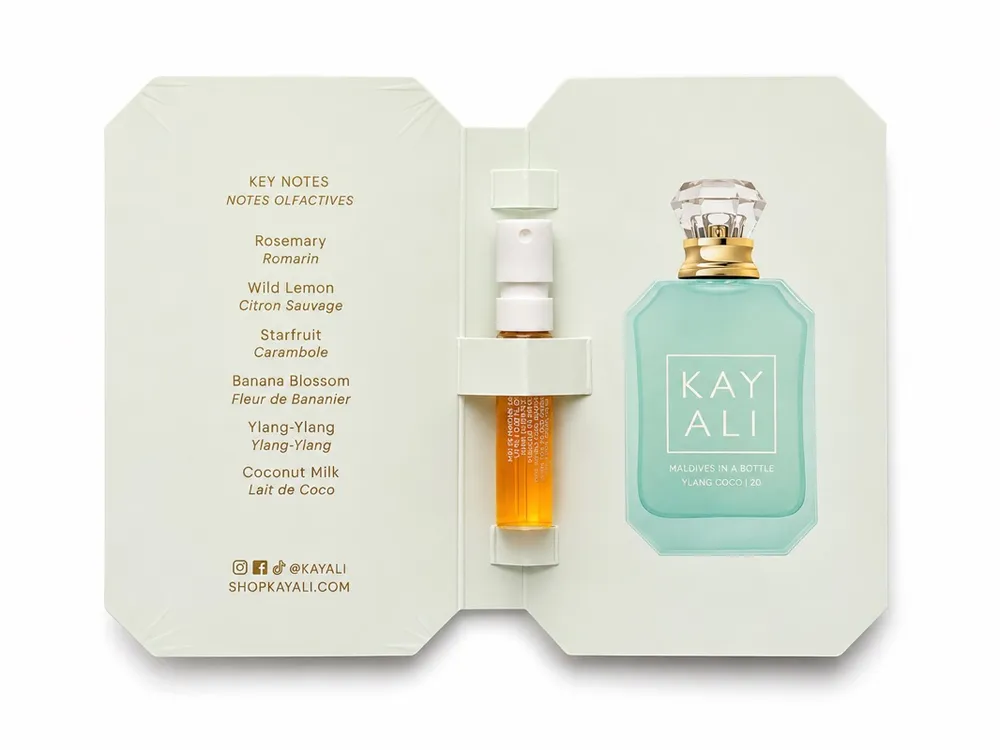 KEY NOTES
NOTES OLFACTIVES
Rosemary
Romarin
Wild Lemon
Citron Sauvage
Starfruit
Carambole
Banana Blossom
Fleur de Bananier
Ylang-Ylang
Ylang-Ylang
Coconut Milk
Lait de Coco
@KAYALI
SHOPKAYALI.COM
KAY
ALI
MALDIVES IN A BOTTLE
YLANG COCO | 20